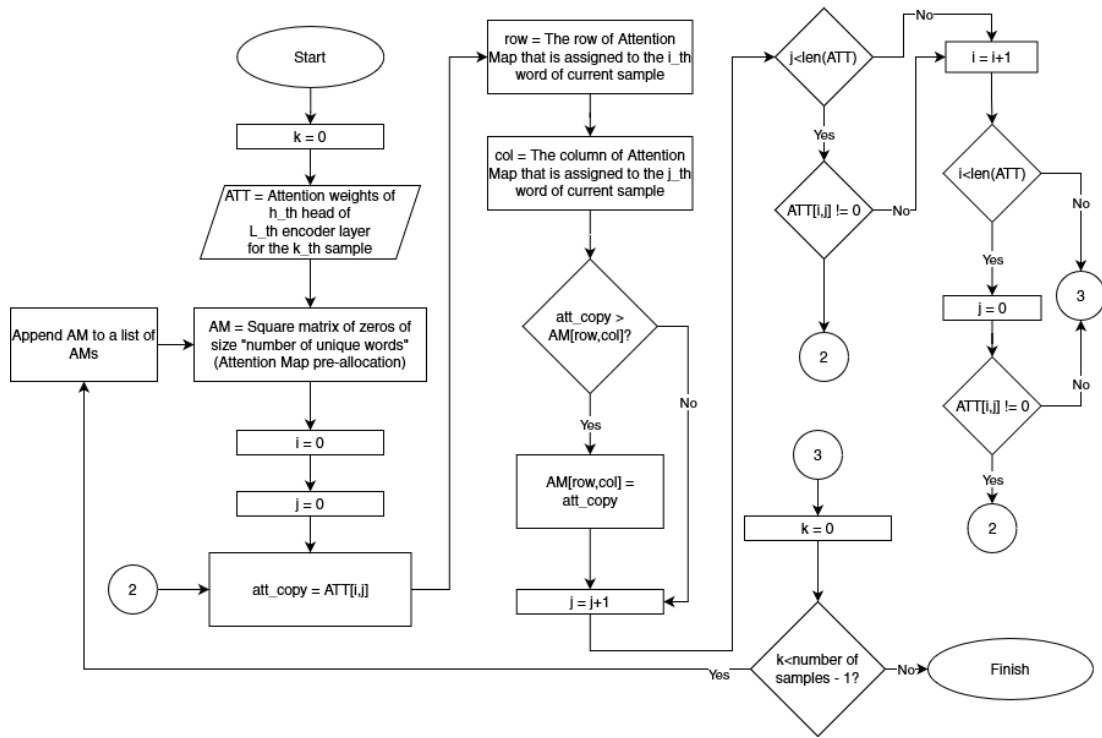 Start
k = 0
ATT = Attention weights of
h_th head of
L_th encoder layer
for the k_th sample
Append AM to a list of
AMs
AM = Square matrix of zeros of
size "number of unique words"
(Attention Map pre-allocation)
i = 0
j = 0
2
att_copy = ATT[i,j]
row = The row of Attention
Map that is assigned to the i_th
word of current sample
col = The column of Attention
Map that is assigned to the j_th
word of current sample
att_copy >
AM[row,col]?
No
Yes
AM[row,col] =
att_copy
j = j+1
j<len(ATT)
No
Yes
ATT[i,j] != 0
No
2
i = i+1
i<len(ATT)
No
Yes
3
j = 0
ATT[i,j] != 0
No
Yes
2
3
k = 0
k<number of
samples - 1?
Yes
No
Finish